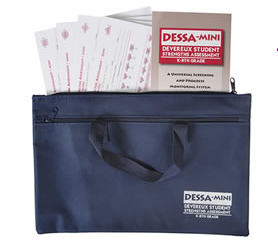 DESSA-MINI
DEVEREUX STUDENT
STRENGTHS ASSESSMENT
K-8TH GRADE
A UNIVERSAL SCREENING
AND PROGRESS
MONITORING SYSTEM
DESSA-MINI
DEVEREUX STUDENT
STRENGTHS ASSESSMENT
K-8TH GRADE